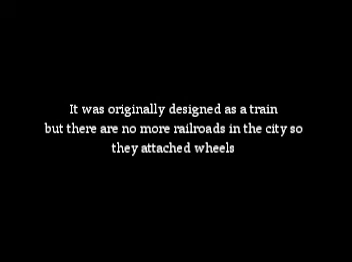 It was originally designed as a train
but there are no more railroads in the city so
they attached wheels